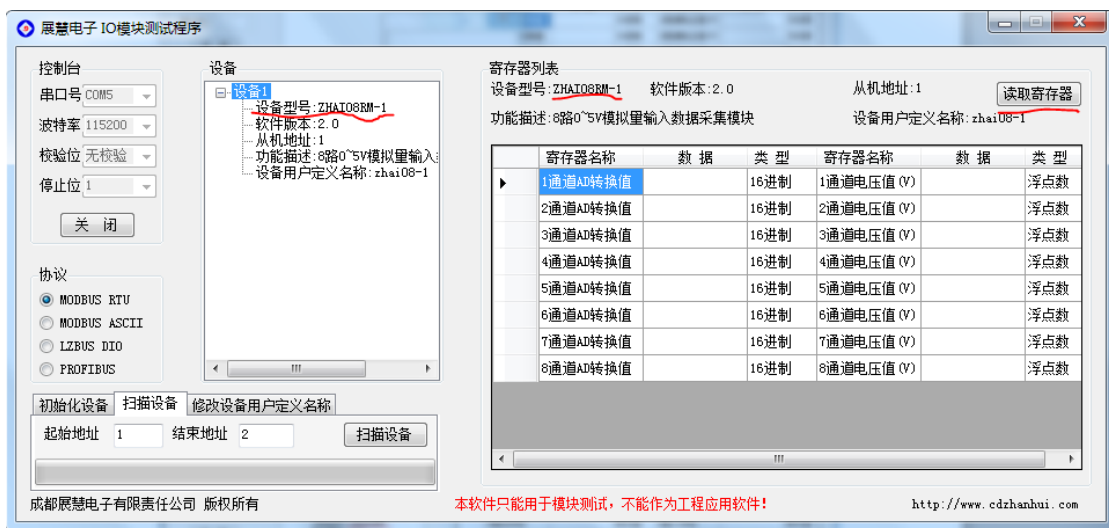 展慧电子 IO模块测试程序
控制台
串口号 COM5
波特率 115200
校验位 无校验
停止位 1
关 闭
协议
MODBUS RTU
MODBUS ASCII
LZBUS DIO
PROFIBUS
设备
设备1
设备型号:ZHAI08RM-1
软件版本:2.0
从机地址:1
功能描述:8路0~5V模拟量输入
设备用户定义名称:zhai08-1
初始化设备 扫描设备 修改设备用户定义名称
起始地址 1 结束地址 2 扫描设备
寄存器列表
设备型号:ZHAI08RM-1 软件版本:2.0 从机地址:1 读取寄存器
功能描述:8路0~5V模拟量输入数据采集模块 设备用户定义名称:zhai08-1
寄存器名称 数 据 类 型 寄存器名称 数 据 类 型
1通道AD转换值 16进制 1通道电压值(V) 浮点数
2通道AD转换值 16进制 2通道电压值(V) 浮点数
3通道AD转换值 16进制 3通道电压值(V) 浮点数
4通道AD转换值 16进制 4通道电压值(V) 浮点数
5通道AD转换值 16进制 5通道电压值(V) 浮点数
6通道AD转换值 16进制 6通道电压值(V) 浮点数
7通道AD转换值 16进制 7通道电压值(V) 浮点数
8通道AD转换值 16进制 8通道电压值(V) 浮点数
成都展慧电子有限责任公司 版权所有 本软件只能用于模块测试，不能作为工程应用软件！ http://www.cdzhanhui.com